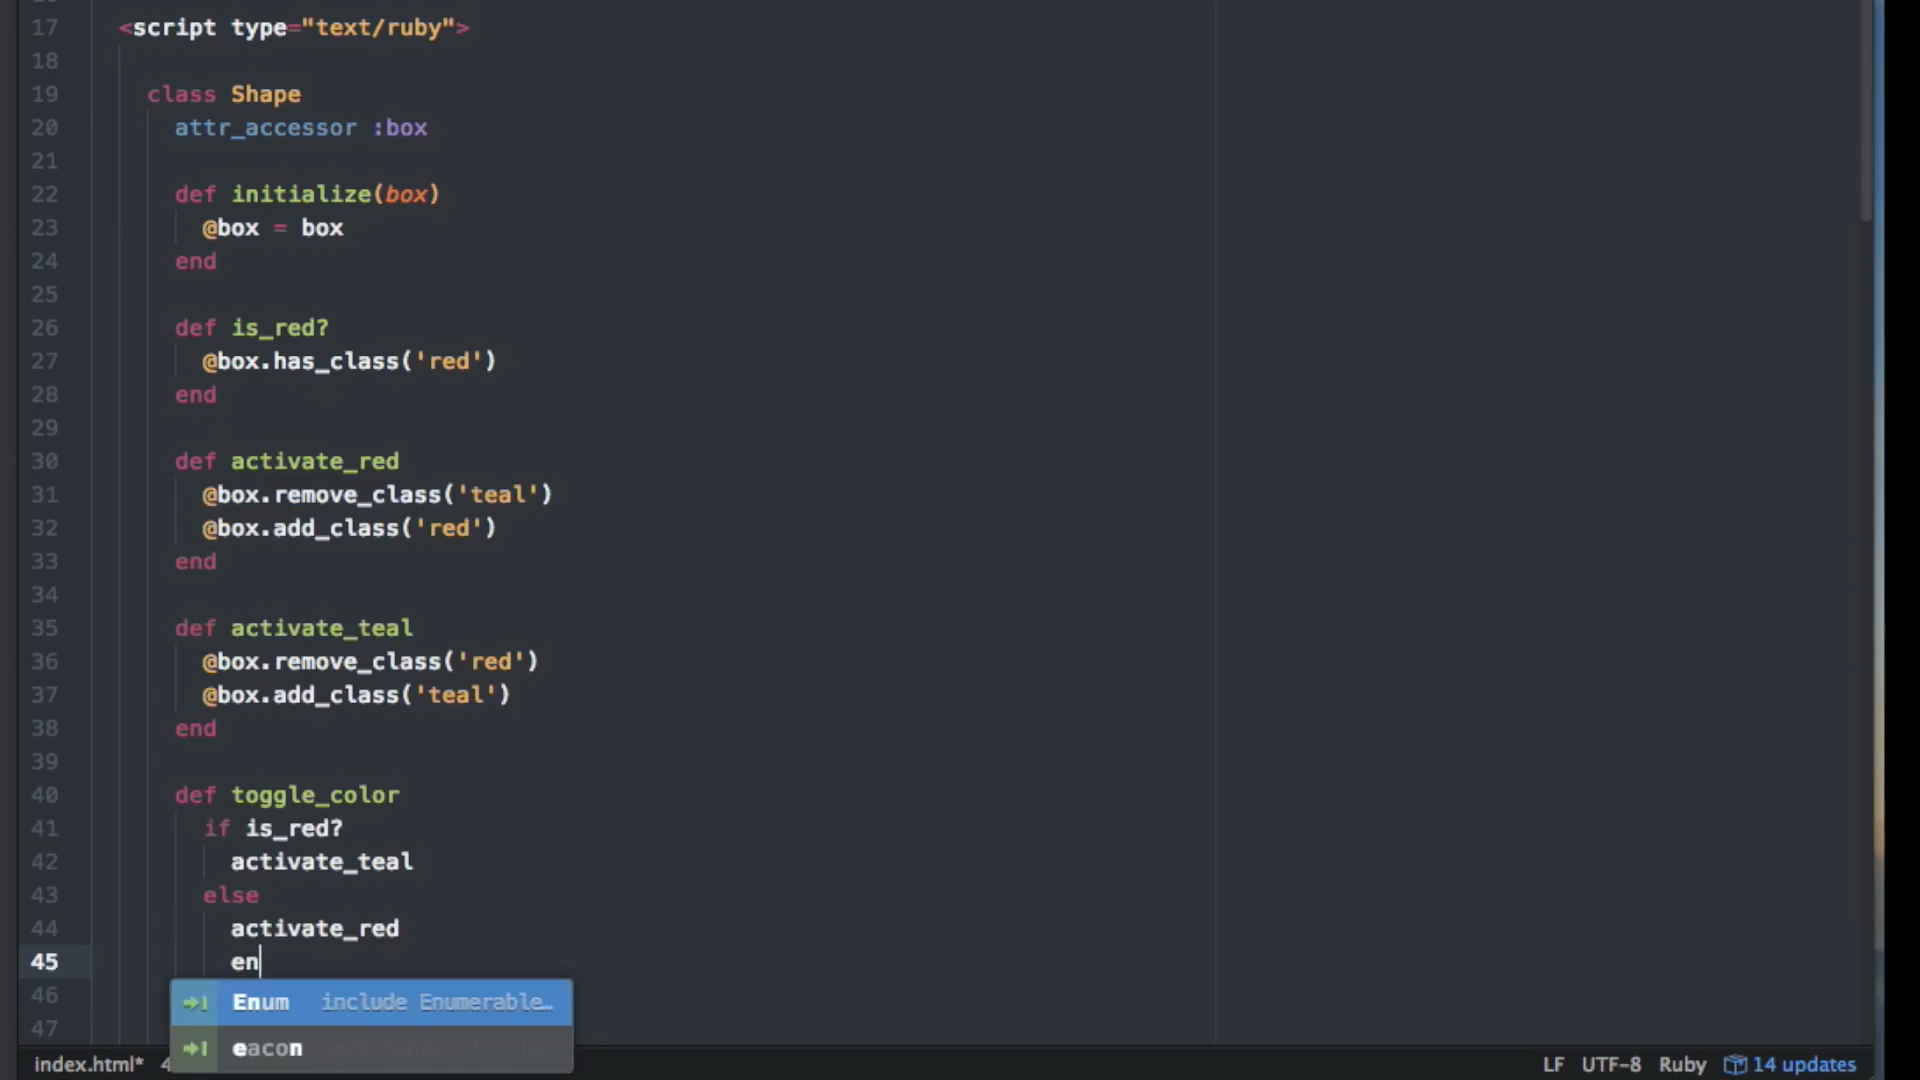 17 <script type="text/ruby">
18
19 class Shape
20 attr_accessor :box
21
22 def initialize(box)
23 @box = box
24 end
25
26 def is_red?
27 @box.has_class('red')
28 end
29
30 def activate_red
31 @box.remove_class('teal')
32 @box.add_class('red')
33 end
34
35 def activate_teal
36 @box.remove_class('red')
37 @box.add_class('teal')
38 end
39
40 def toggle_color
41 if is_red?
42 activate_teal
43 else
44 activate_red
45 en
46 Enum include Enumerable…
47 eacon
index.html* 4 LF UTF-8 Ruby 14 updates